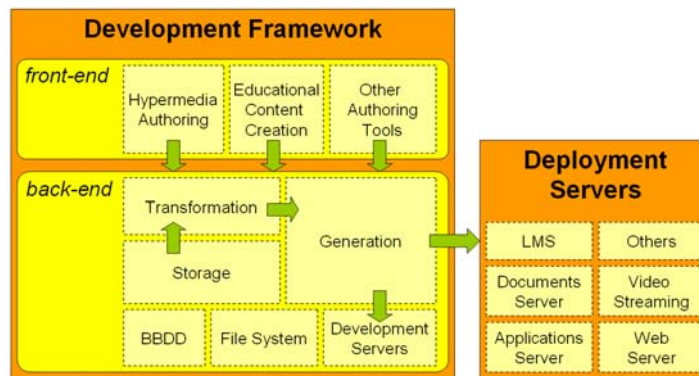 Development Framework
front-end
Hypermedia
Authoring
Educational
Content
Creation
Other
Authoring
Tools
back-end
Transformation
Generation
Storage
BBDD
File System
Development
Servers
Deployment
Servers
LMS
Others
Documents
Server
Video
Streaming
Applications
Server
Web
Server